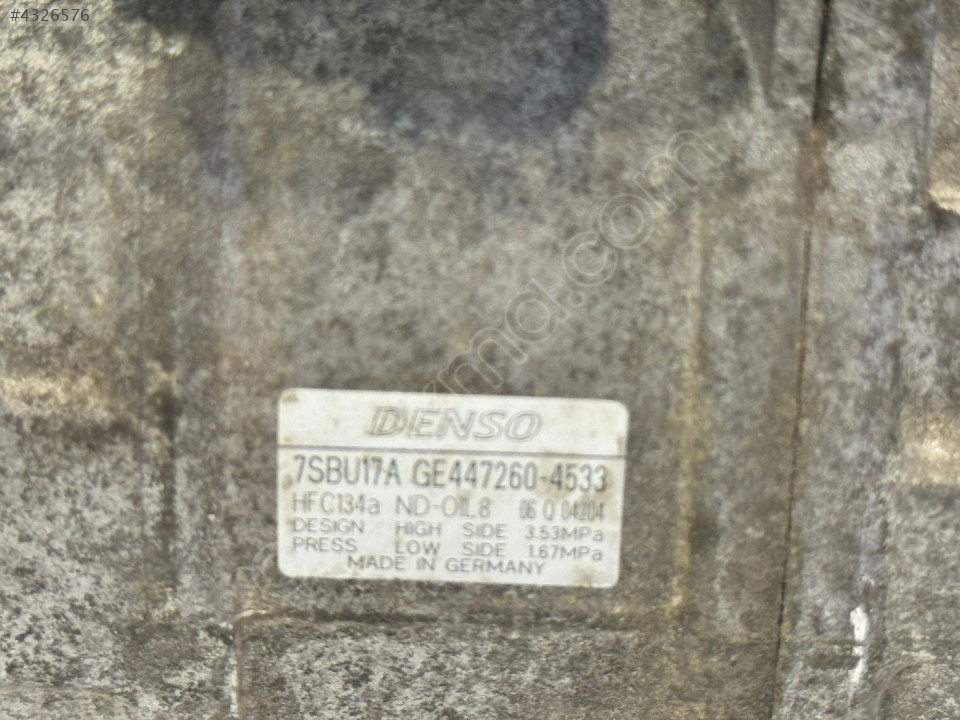 #4326576
DENSO
7SBU17A GE447260-4533
HFC134a ND-OIL8 06 Q 04204
DESIGN HIGH SIDE 3.53MPa
PRESS LOW SIDE 1.67MPa
MADE IN GERMANY